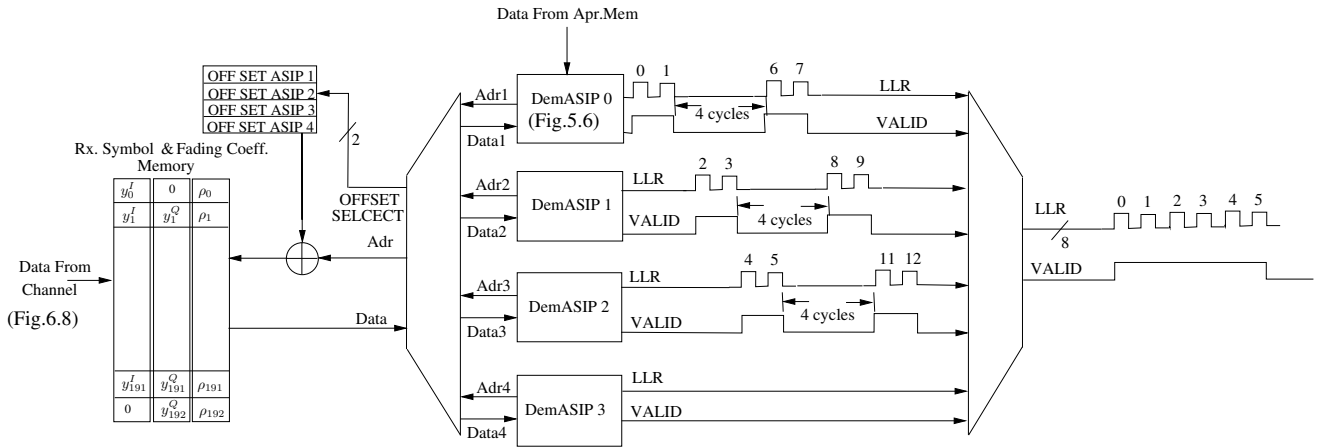 Data From Apr.Mem
OFF SET ASIP 1
OFF SET ASIP 2
OFF SET ASIP 3
OFF SET ASIP 4
2
Rx. Symbol & Fading Coeff.
Memory
y_0^I 0 ρ_0
y_1^I y_1^Q ρ_1
y_191^I y_191^Q ρ_191
0 y_192^Q ρ_192
Data From
Channel
(Fig.6.8)
OFFSET
SELCECT
Adr
Data
Adr1
Data1
DemASIP 0
(Fig.5.6)
0 1 6 7
4 cycles
LLR
VALID
Adr2
Data2
DemASIP 1
LLR
VALID
2 3 8 9
4 cycles
Adr3
Data3
DemASIP 2
LLR
VALID
4 5 11 12
4 cycles
Adr4
Data4
DemASIP 3
LLR
VALID
LLR
8
VALID
0 1 2 3 4 5